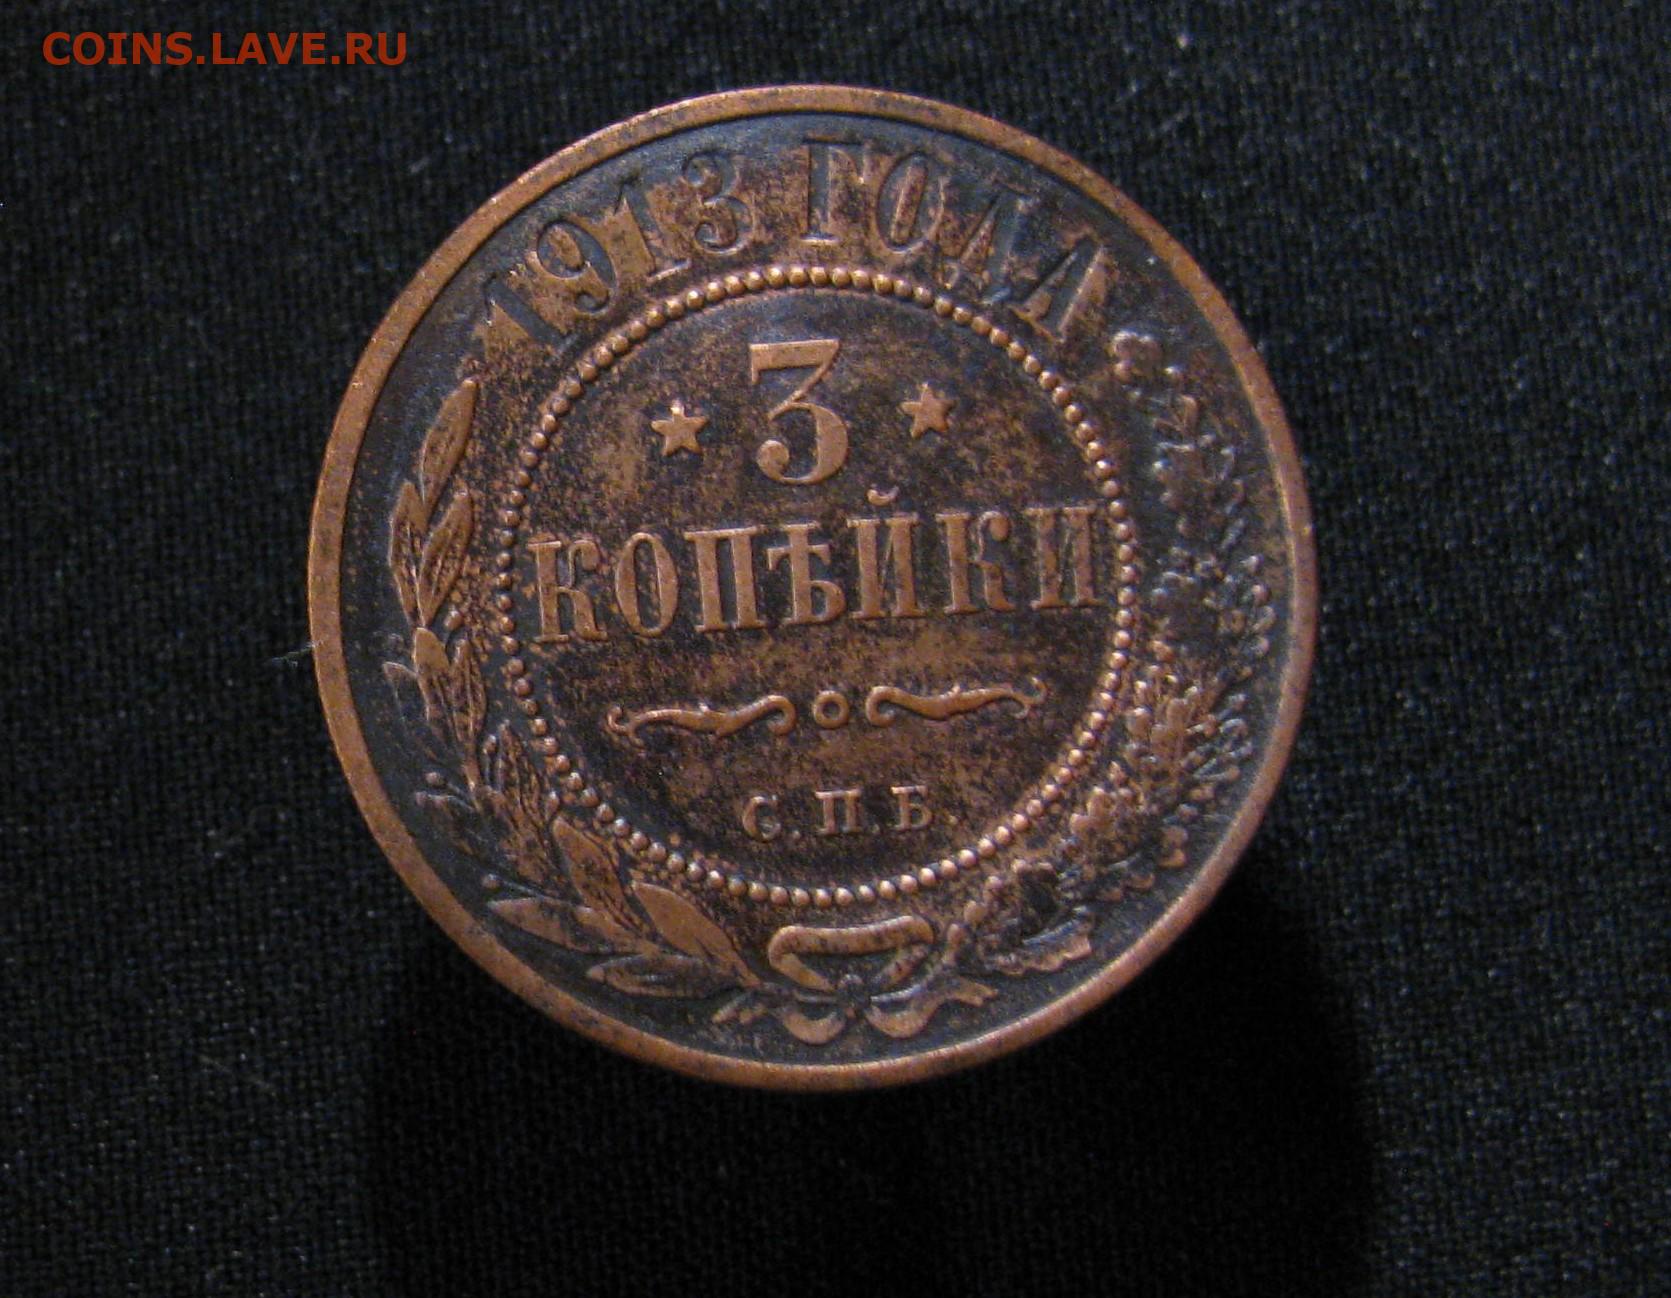 COINS.LAVE.RU
1913 ГОДА
3
КОПѢЙКИ
С.П.Б.